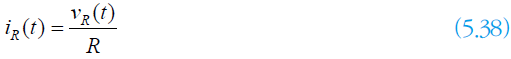 i_R(t) = v_R(t) / R (5.38)